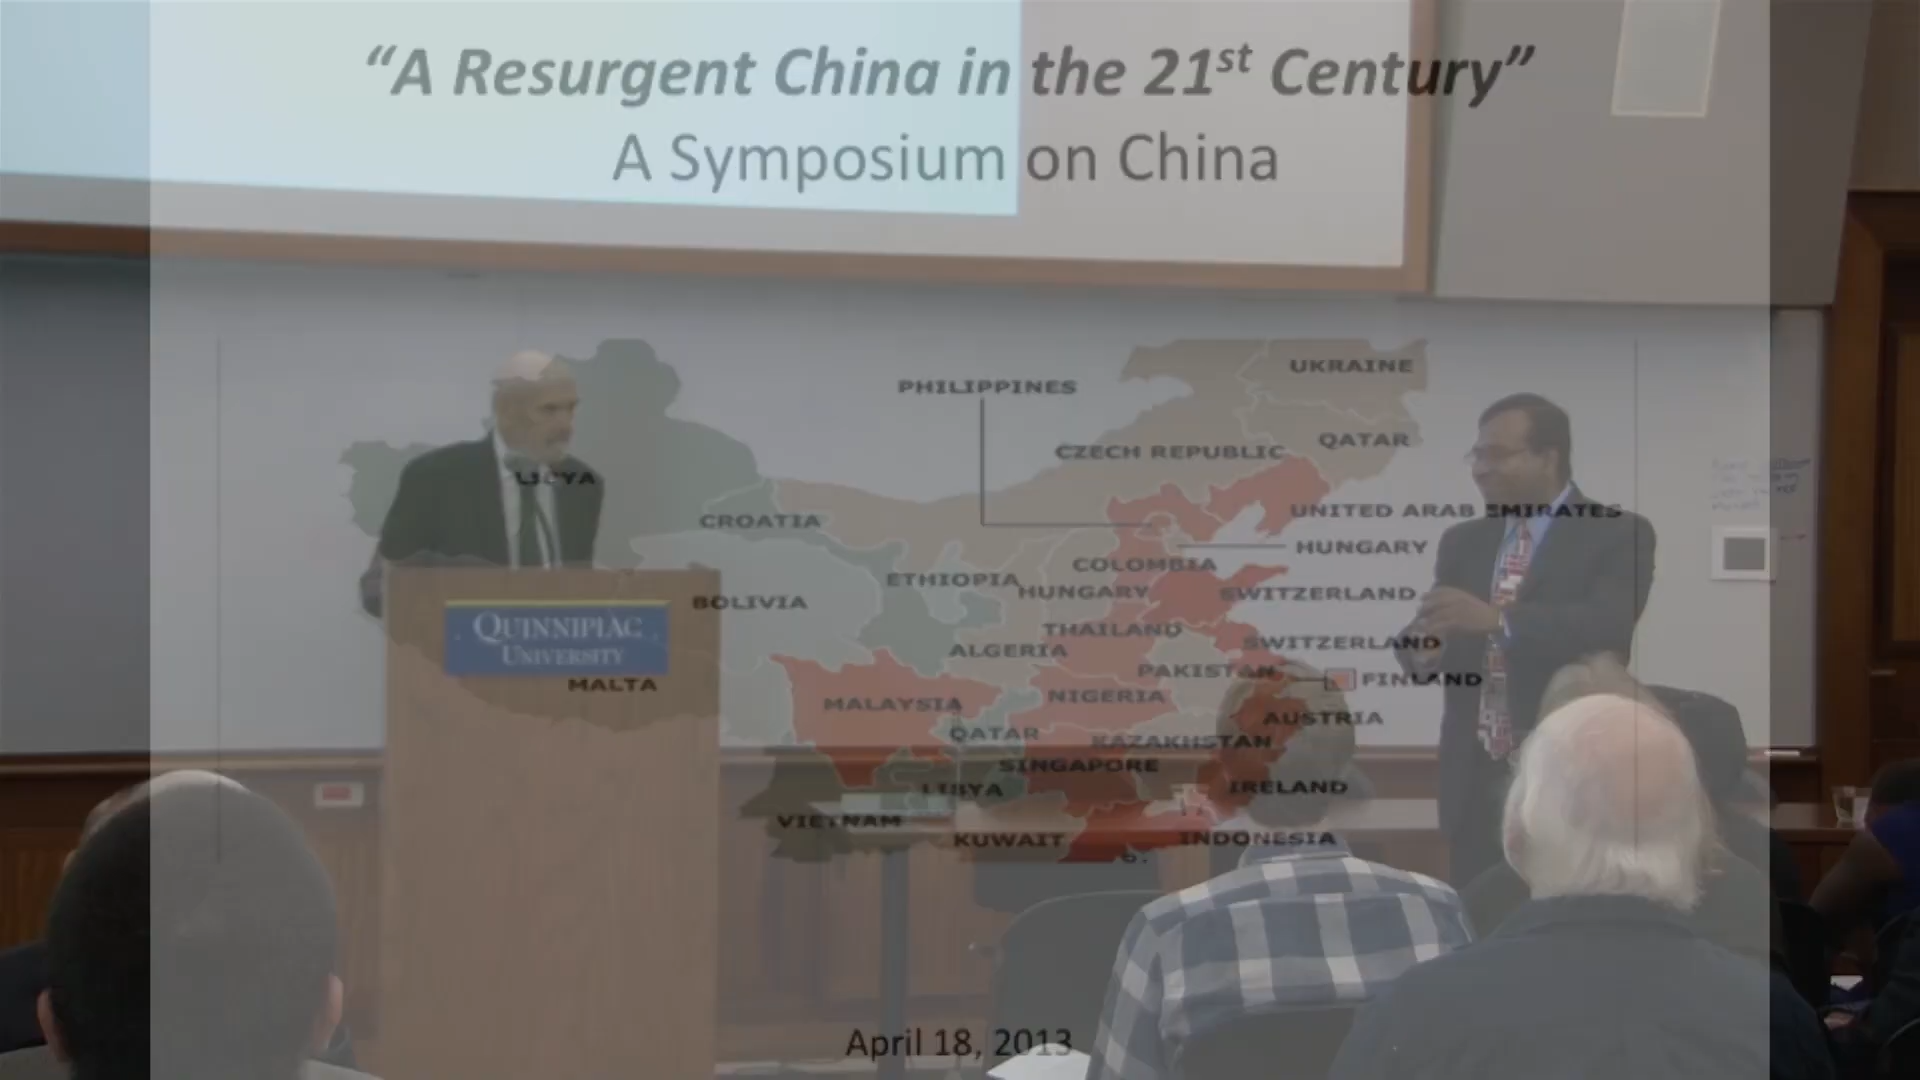 “A Resurgent China in the 21st Century”
A Symposium on China
UKRAINE
PHILIPPINES
QATAR
CZECH REPUBLIC
LIBYA
UNITED ARAB EMIRATES
CROATIA
HUNGARY
COLOMBIA
ETHIOPIA
HUNGARY
SWITZERLAND
BOLIVIA
QUINNIPIAC
UNIVERSITY
THAILAND
SWITZERLAND
ALGERIA
PAKISTAN
FINLAND
MALTA
NIGERIA
MALAYSIA
AUSTRIA
QATAR
KAZAKHSTAN
SINGAPORE
LIBYA
IRELAND
VIETNAM
KUWAIT
INDONESIA
April 18, 2013